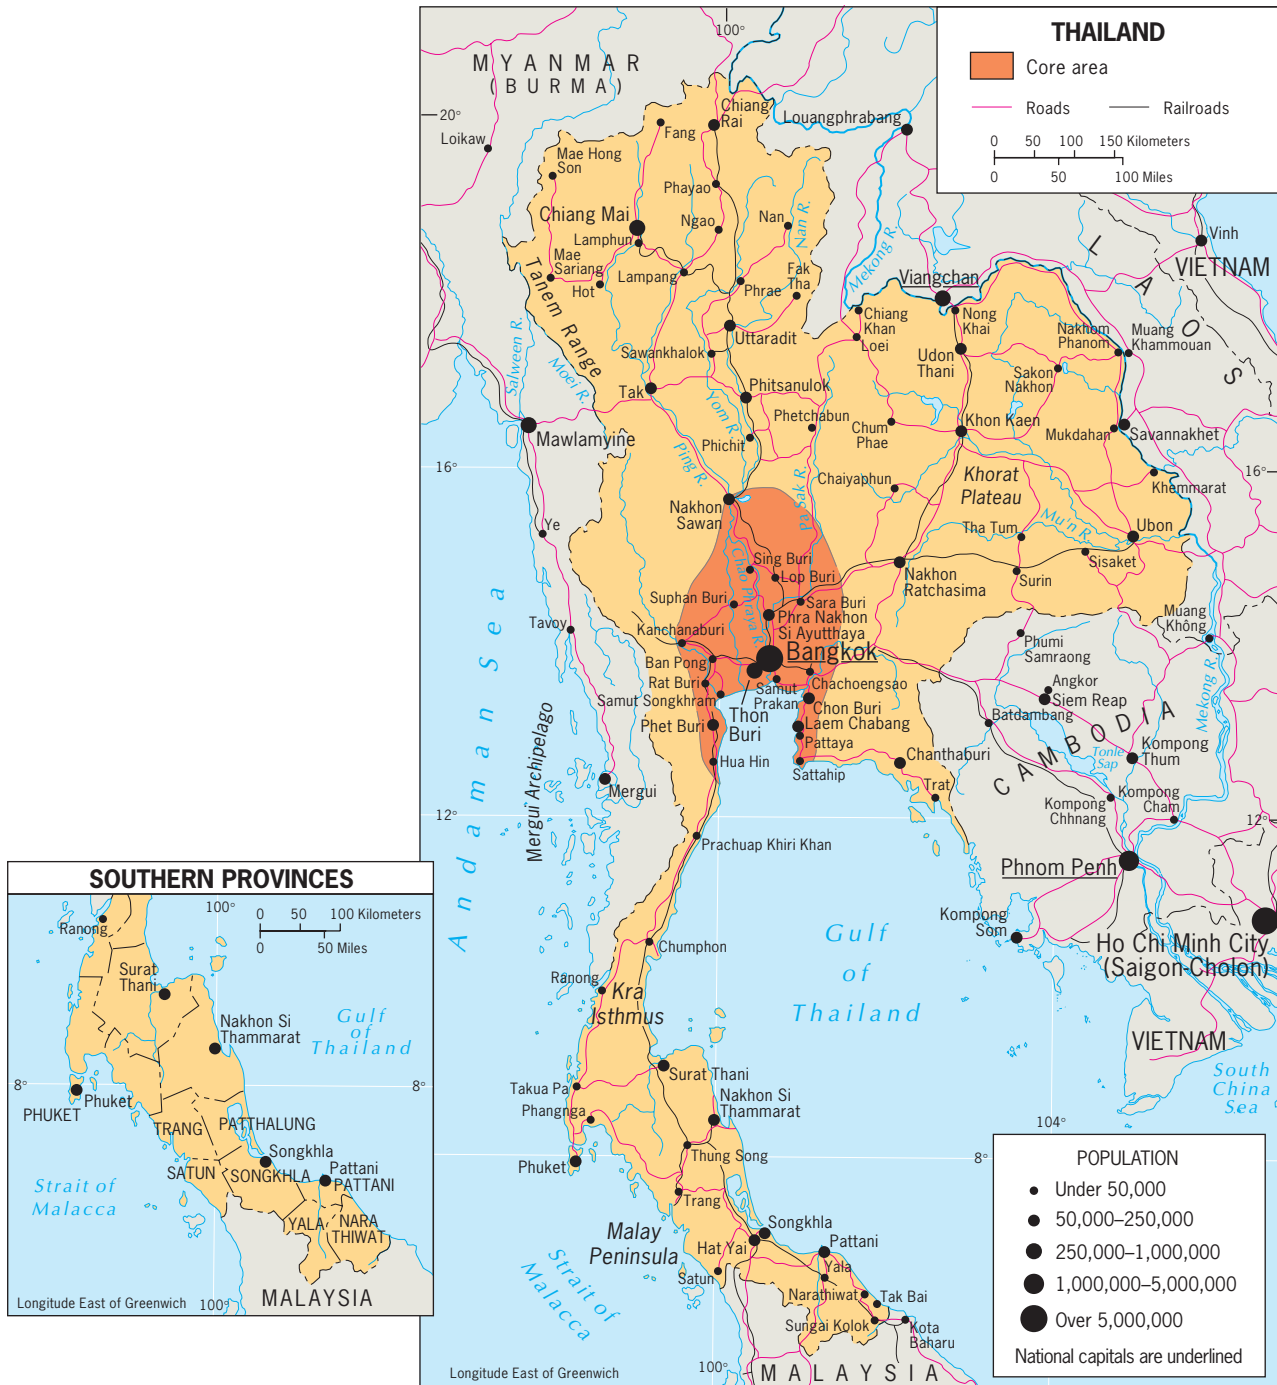 THAILAND
Core area
Roads
Railroads
0 50 100 150 Kilometers
0 50 100 Miles
100°
MYANMAR
(BURMA)
20°
Loikaw
Chiang
Rai
Fang
Louangphrabang
Mae Hong
Son
Phayao
Chiang Mai
Ngao
Nan
Nan R.
Lamphun
Mekong R.
Vinh
VIETNAM
LAOS
Mae
Sariang
Hot
Lampang
Phrae
Fak
Tha
Viangchan
Tanem Range
Chiang
Khan
Loei
Nong
Khai
Nakhom
Phanom
Muang
Khammouan
Uttaradit
Udon
Thani
Sawankhalok
Sakon
Nakhon
Salween R.
Moei R.
Tak
Phitsanulok
Yom R.
Phetchabun
Chum
Phae
Khon Kaen
Mukdahan
Savannakhet
Mawlamyine
Phichit
Ping R.
Pa Sak R.
16°
16°
Chaiyaphun
Khorat
Plateau
Khemmarat
Nakhon
Sawan
Ye
Tha Tum
Mu'n R.
Ubon
Sing Buri
Chao Phraya R.
Lop Buri
Nakhon
Ratchasima
Surin
Sisaket
Suphan Buri
Sara Buri
Phra Nakhon
Si Ayutthaya
Tavoy
Kanchanaburi
Muang
Không
Phumi
Samraong
Bangkok
Ban Pong
Rat Buri
Samut
Prakan
Chachoengsao
Angkor
Siem Reap
Mekong R.
Samut Songkhram
Thon
Buri
Chon Buri
Laem Chabang
Batdambang
CAMBODIA
Phet Buri
Pattaya
Tonle
Sap
Kompong
Thum
Hua Hin
Sattahip
Chanthaburi
Mergui
Trat
Kompong
Chhnang
Kompong
Cham
Andaman Sea
Mergui Archipelago
12°
12°
Prachuap Khiri Khan
Phnom Penh
Kompong
Som
Ho Chi Minh City
(Saigon-Cholon)
Chumphon
Gulf
of
Thailand
Ranong
Kra
Isthmus
VIETNAM
Surat Thani
South
China
Sea
Takua Pa
Nakhon Si
Thammarat
Phangnga
104°
8°
Phuket
Thung Song
Trang
Songkhla
Malay
Peninsula
Hat Yai
Pattani
Yala
Satun
Strait of
Malacca
Narathiwat
Tak Bai
Sungai Kolok
Kota
Baharu
Longitude East of Greenwich
100°
MALAYSIA
POPULATION
Under 50,000
50,000–250,000
250,000–1,000,000
1,000,000–5,000,000
Over 5,000,000
National capitals are underlined
SOUTHERN PROVINCES
100°
0 50 100 Kilometers
0 50 Miles
Ranong
Surat
Thani
Nakhon Si
Thammarat
Gulf
of
Thailand
8°
8°
Phuket
PHUKET
TRANG
PATTHALUNG
Songkhla
SATUN
SONGKHLA
Pattani
PATTANI
Strait of
Malacca
YALA
NARA
THIWAT
Longitude East of Greenwich
100°
MALAYSIA